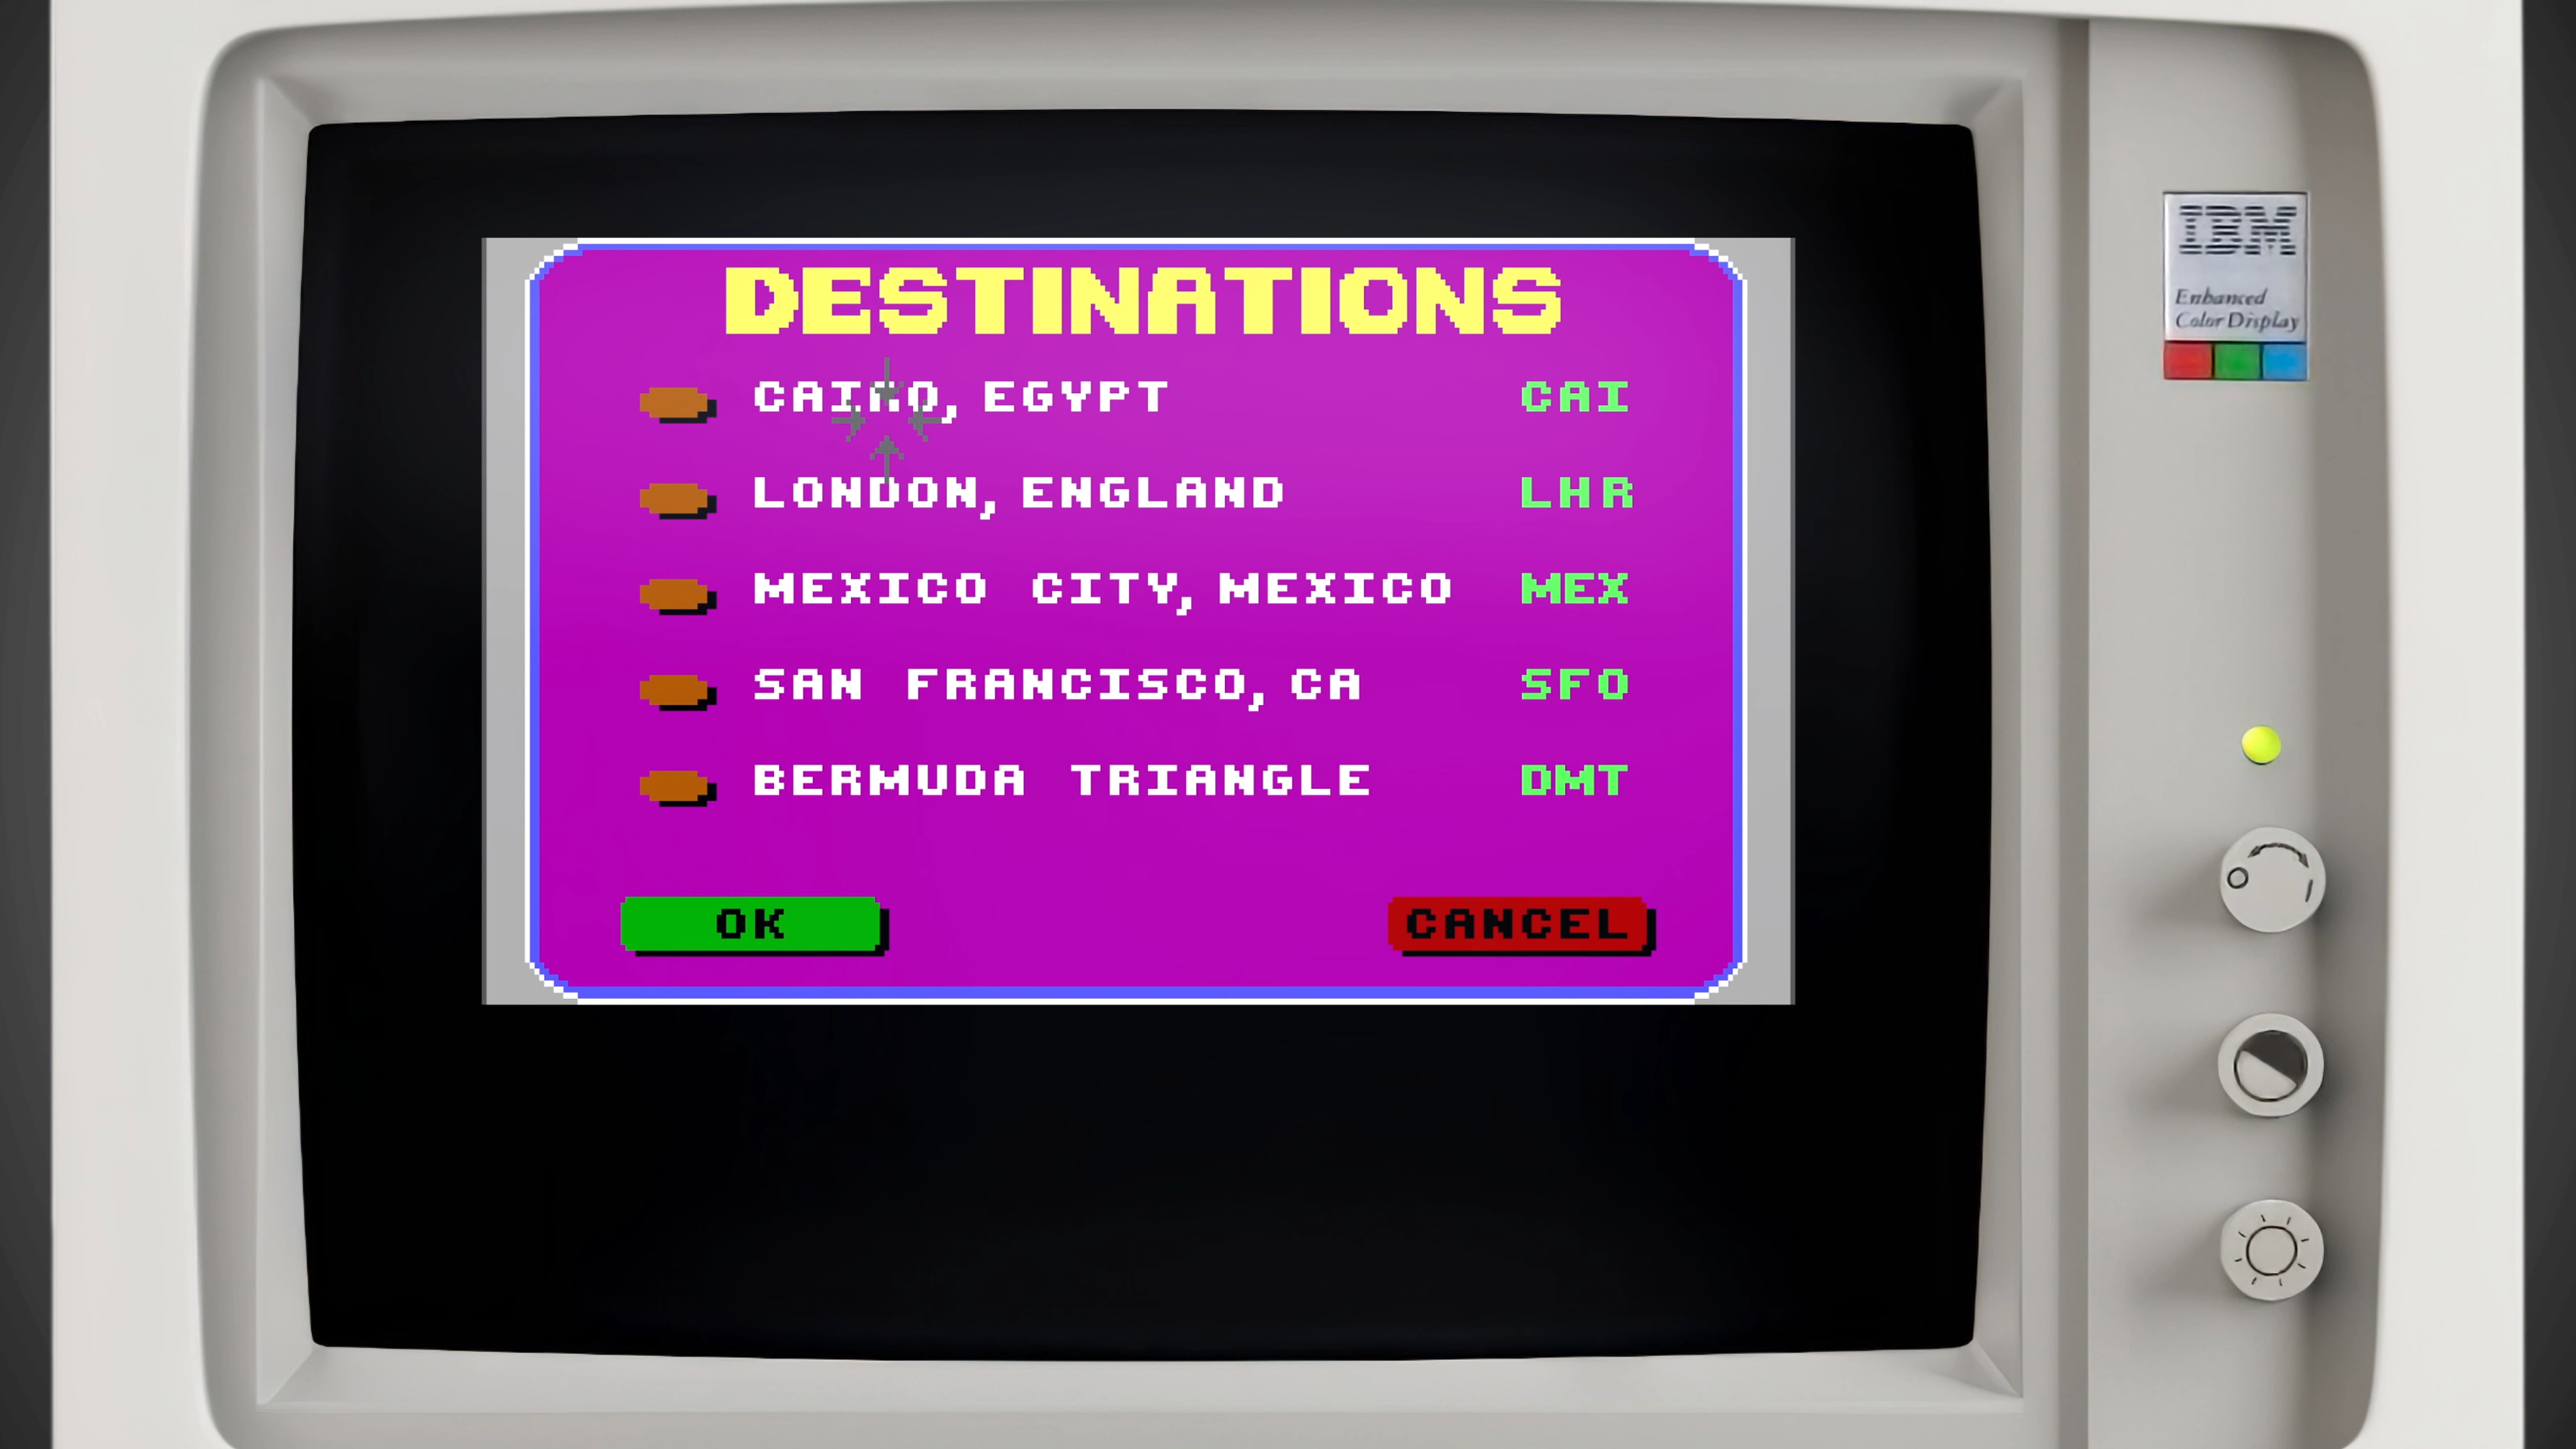 DESTINATIONS
CAIRO, EGYPT CAI
LONDON, ENGLAND LHR
MEXICO CITY, MEXICO MEX
SAN FRANCISCO, CA SFO
BERMUDA TRIANGLE DMT
OK CANCEL
IBM
Enhanced
Color Display